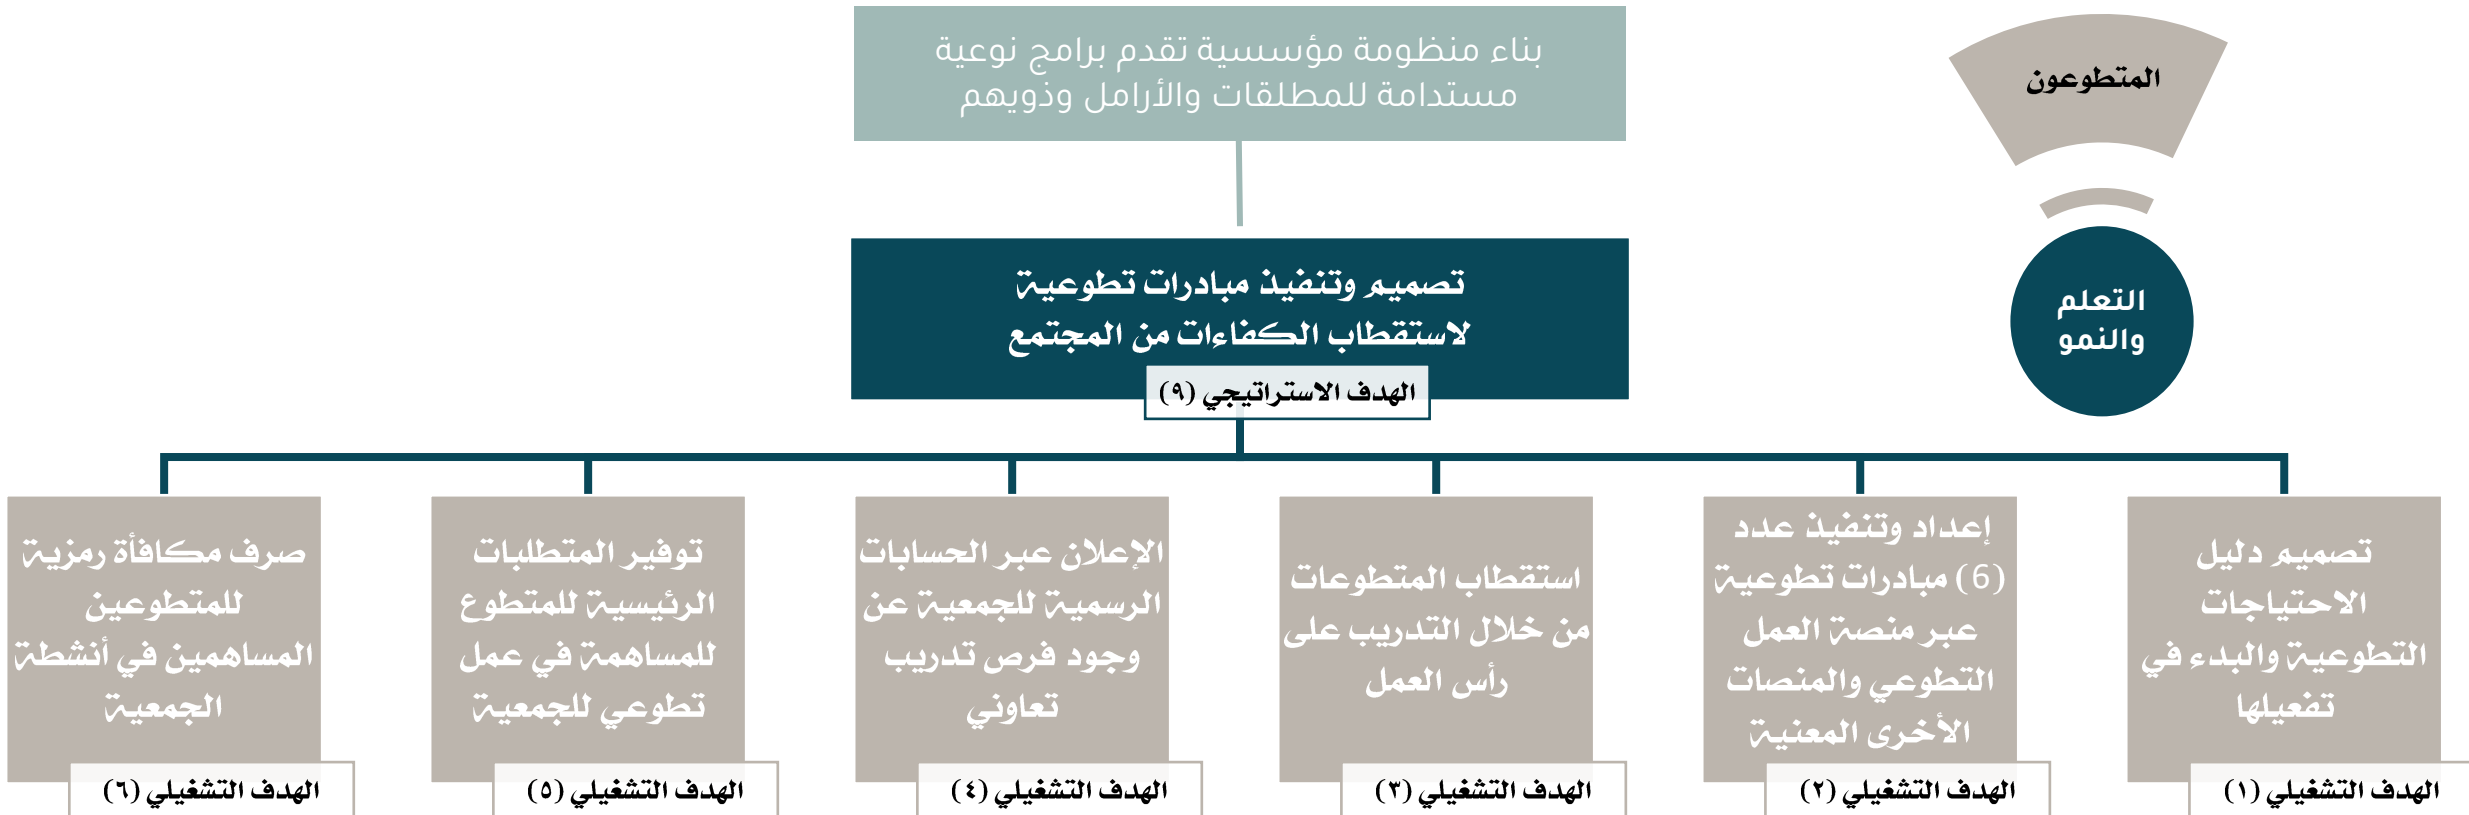 المتطوعون
التعلم
والنمو
بناء منظومة مؤسسية تقدم برامج نوعية
مستدامة للمطلقات والأرامل وذويهم
تصميم وتنفيذ مبادرات تطوعية
لاستقطاب الكفاءات من المجتمع
الهدف الاستراتيجي (٩)
تصميم دليل
الاحتياجات
التطوعية والبدء في
تفعيلها
الهدف التشغيلي (١)
إعداد وتنفيذ عدد
(6) مبادرات تطوعية
عبر منصة العمل
التطوعي والمنصات
الأخرى المعنية
الهدف التشغيلي (٢)
استقطاب المتطوعات
من خلال التدريب على
رأس العمل
الهدف التشغيلي (٣)
الإعلان عبر الحسابات
الرسمية للجمعية عن
وجود فرص تدريب
تعاوني
الهدف التشغيلي (٤)
توفير المتطلبات
الرئيسية للمتطوع
للمساهمة في عمل
تطوعي للجمعية
الهدف التشغيلي (٥)
صرف مكافأة رمزية
للمتطوعين
المساهمين في أنشطة
الجمعية
الهدف التشغيلي (٦)